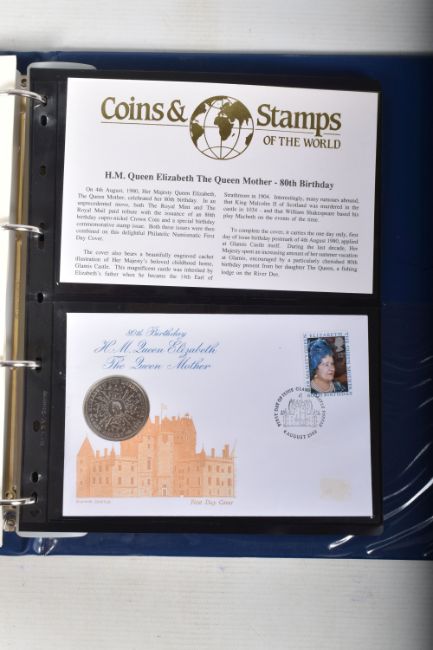 Coins & Stamps
OF THE WORLD
H.M. Queen Elizabeth The Queen Mother - 80th Birthday
On 4th August, 1980, Her Majesty Queen Elizabeth,
The Queen Mother, celebrated her 80th birthday. In an
unprecedented move, both The Royal Mint and The
Royal Mail paid tribute with the issuance of an 80th
birthday cupro-nickel Crown Coin and a special birthday
commemorative stamp issue. Both these issues were then
combined on this delightful Philatelic Numismatic First
Day Cover.
The cover also bears a beautifully engraved cachet
illustration of Her Majesty's beloved childhood home,
Glamis Castle. This magnificent castle was inherited by
Elizabeth's father when he became the 14th Earl of
Strathmore in 1904. Interestingly, many rumours abound,
that King Malcolm II of Scotland was murdered in the
castle in 1034 - and that William Shakespeare based his
play Macbeth on the events of the time.
To complete the cover, it carries the one day only, first
day of issue birthday postmark of 4th August 1980, applied
at Glamis Castle itself. During the last decade, Her
Majesty spent an increasing amount of her summer vacation
at Glamis, encouraged by a particularly cherished 80th
birthday present from her daughter The Queen, a fishing
lodge on the River Dee.
80th Birthday
H.M. Queen Elizabeth
The Queen Mother
FIRST DAY OF ISSUE
4 AUGUST 1980
GLAMIS CASTLE
First Day Cover